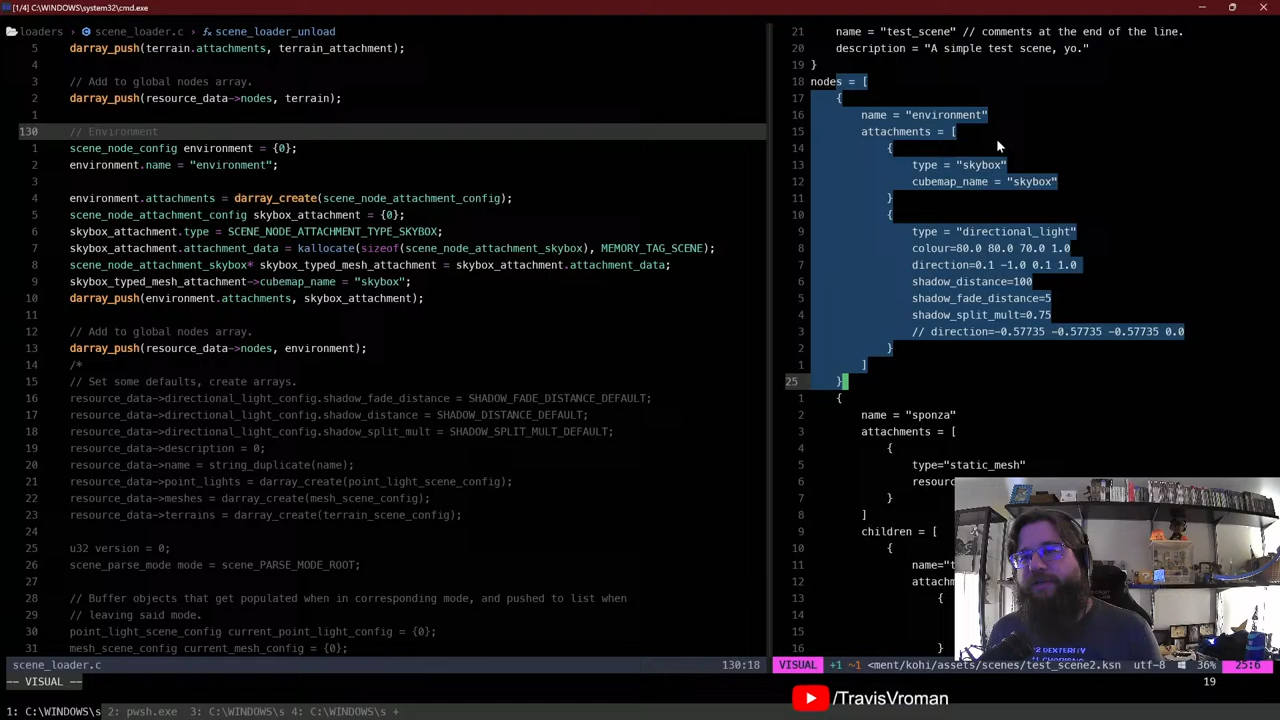 [1/4] C:\WINDOWS\system32\cmd.exe
loaders > scene_loader.c > scene_loader_unload
5 darray_push(terrain.attachments, terrain_attachment);
4
3 // Add to global nodes array.
2 darray_push(resource_data->nodes, terrain);
1
130 // Environment
1 scene_node_config environment = {0};
2 environment.name = "environment";
3
4 environment.attachments = darray_create(scene_node_attachment_config);
5 scene_node_attachment_config skybox_attachment = {0};
6 skybox_attachment.type = SCENE_NODE_ATTACHMENT_TYPE_SKYBOX;
7 skybox_attachment.attachment_data = kallocate(sizeof(scene_node_attachment_skybox), MEMORY_TAG_SCENE);
8 scene_node_attachment_skybox* skybox_typed_mesh_attachment = skybox_attachment.attachment_data;
9 skybox_typed_mesh_attachment->cubemap_name = "skybox";
10 darray_push(environment.attachments, skybox_attachment);
11
12 // Add to global nodes array.
13 darray_push(resource_data->nodes, environment);
14 /*
15 // Set some defaults, create arrays.
16 resource_data->directional_light_config.shadow_fade_distance = SHADOW_FADE_DISTANCE_DEFAULT;
17 resource_data->directional_light_config.shadow_distance = SHADOW_DISTANCE_DEFAULT;
18 resource_data->directional_light_config.shadow_split_mult = SHADOW_SPLIT_MULT_DEFAULT;
19 resource_data->description = 0;
20 resource_data->name = string_duplicate(name);
21 resource_data->point_lights = darray_create(point_light_scene_config);
22 resource_data->meshes = darray_create(mesh_scene_config);
23 resource_data->terrains = darray_create(terrain_scene_config);
24
25 u32 version = 0;
26 scene_parse_mode mode = scene_PARSE_MODE_ROOT;
27
28 // Buffer objects that get populated when in corresponding mode, and pushed to list when
29 // leaving said mode.
30 point_light_scene_config current_point_light_config = {0};
31 mesh_scene_config current_mesh_config = {0};
scene_loader.c 130:18
-- VISUAL --
21 name = "test_scene" // comments at the end of the line.
20 description = "A simple test scene, yo."
19 }
18 nodes = [
17 {
16 name = "environment"
15 attachments = [
14 {
13 type = "skybox"
12 cubemap_name = "skybox"
11 }
10 {
9 type = "directional_light"
8 colour=80.0 80.0 70.0 1.0
7 direction=0.1 -1.0 0.1 1.0
6 shadow_distance=100
5 shadow_fade_distance=5
4 shadow_split_mult=0.75
3 // direction=-0.57735 -0.57735 -0.57735 0.0
2 }
1 ]
25 }
1 {
2 name = "sponza"
3 attachments = [
4 {
5 type="static_mesh"
6
7 }
8 ]
9 children = [
10 {
11
12
13 {
14
15
16 }
VISUAL +1 ~1 <ment/kohi/assets/scenes/test_scene2.ksn utf-8 36% 25:6
19
/TravisVroman
1: C:\WINDOWS\s 2: pwsh.exe 3: C:\WINDOWS\s 4: C:\WINDOWS\s +